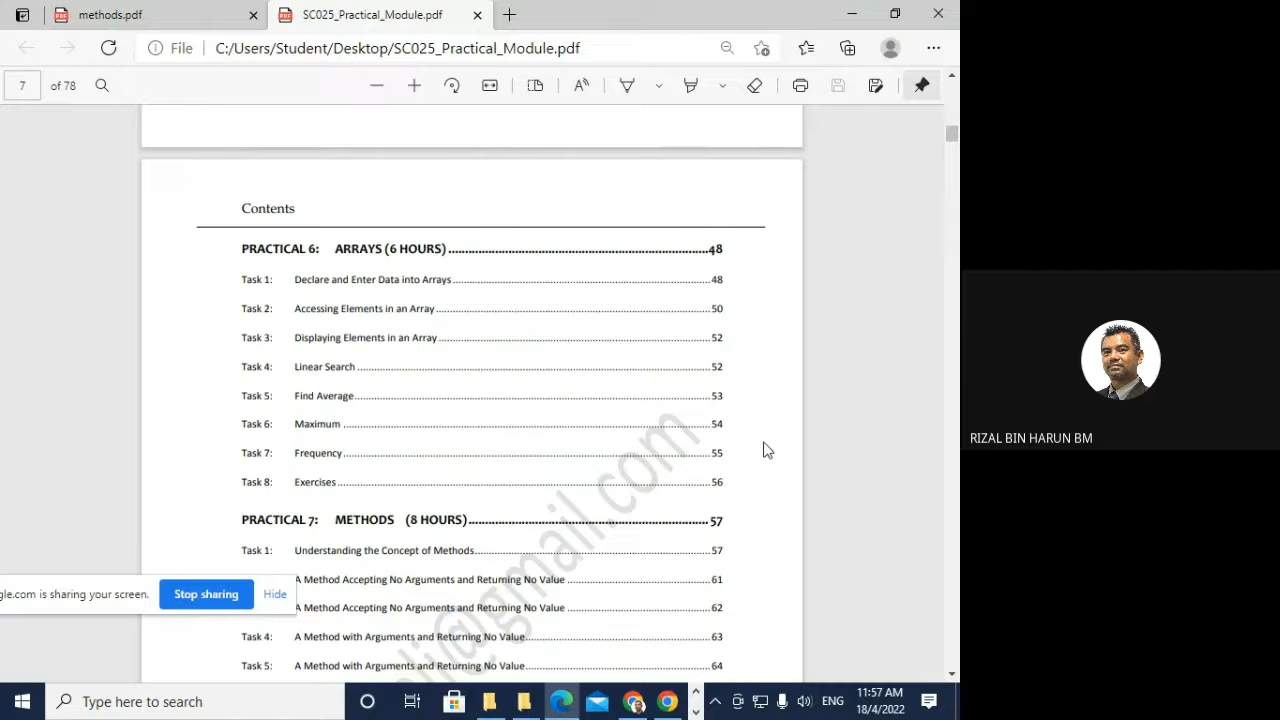 methods.pdf
SC025_Practical_Module.pdf
File
C:/Users/Student/Desktop/SC025_Practical_Module.pdf
7
of 78
Contents
PRACTICAL 6: ARRAYS (6 HOURS)........................48
Task 1: Declare and Enter Data into Arrays........................48
Task 2: Accessing Elements in an Array........................50
Task 3: Displaying Elements in an Array........................52
Task 4: Linear Search........................52
Task 5: Find Average........................53
Task 6: Maximum........................54
Task 7: Frequency........................55
Task 8: Exercises........................56
PRACTICAL 7: METHODS (8 HOURS)........................57
Task 1: Understanding the Concept of Methods........................57
A Method Accepting No Arguments and Returning No Value........................61
A Method Accepting No Arguments and Returning No Value........................62
Task 4: A Method with Arguments and Returning No Value........................63
Task 5: A Method with Arguments and Returning No Value........................64
gle.com is sharing your screen.
Stop sharing
Hide
li@gmail.com
RIZAL BIN HARUN BM
Type here to search
ENG
11:57 AM
18/4/2022